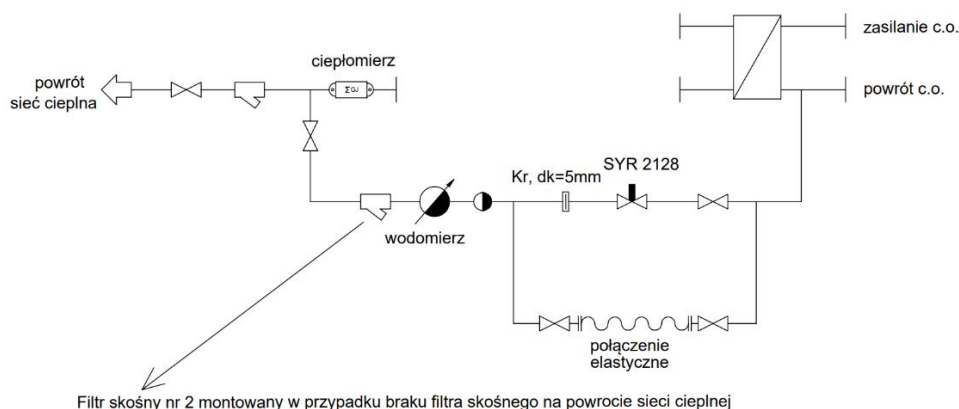 zasilanie c.o.
ciepłomierz
powrót
sieć cieplna
ΣGJ
powrót c.o.
SYR 2128
Kr, dk=5mm
wodomierz
połączenie
elastyczne
Filtr skośny nr 2 montowany w przypadku braku filtra skośnego na powrocie sieci cieplnej